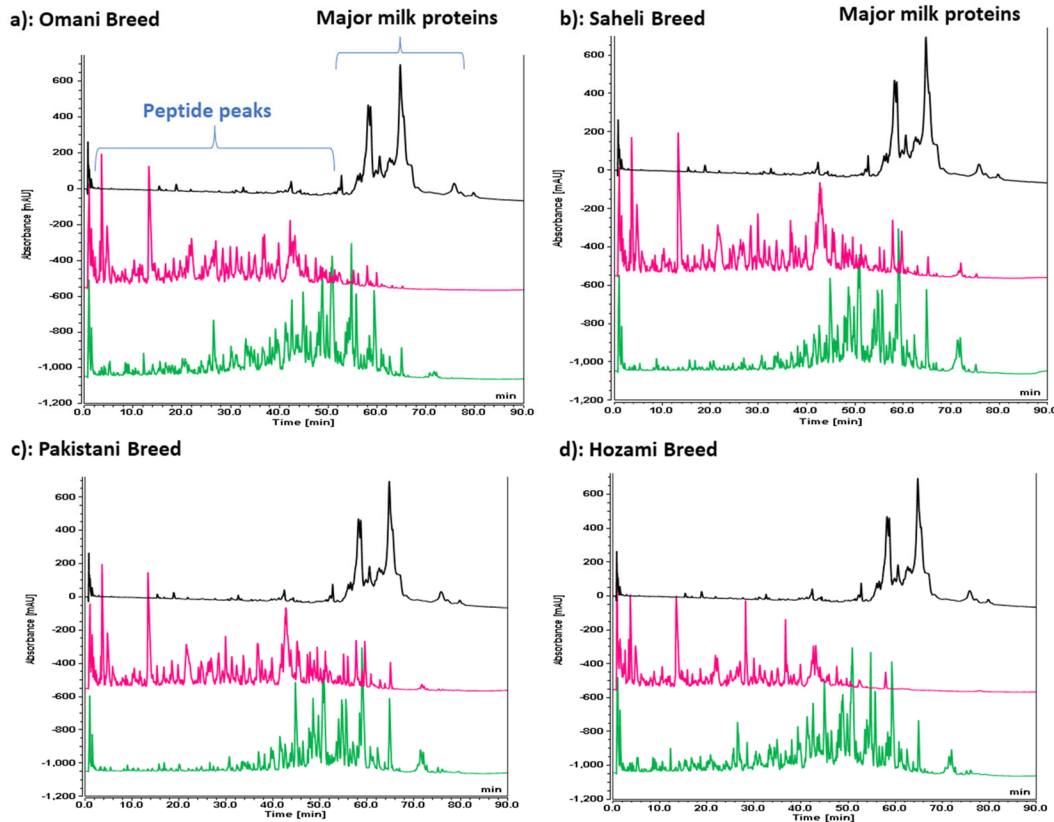 a): Omani Breed
Major milk proteins
Peptide peaks
Absorbance [mAU]
600
400
200
0
-200
-400
-600
-800
-1,000
-1,200
0.0 10.0 20.0 30.0 40.0 50.0 60.0 70.0 80.0 90.0
Time [min]
min
b): Saheli Breed
Major milk proteins
Absorbance [mAU]
600
400
200
0
-200
-400
-600
-800
-1,000
-1,200
0.0 10.0 20.0 30.0 40.0 50.0 60.0 70.0 80.0 90.0
Time [min]
min
c): Pakistani Breed
Absorbance [mAU]
600
400
200
0
-200
-400
-600
-800
-1,000
-1,200
0.0 10.0 20.0 30.0 40.0 50.0 60.0 70.0 80.0 90.0
Time [min]
min
d): Hozami Breed
Absorbance [mAU]
600
400
200
0
-200
-400
-600
-800
-1,000
-1,200
0.0 10.0 20.0 30.0 40.0 50.0 60.0 70.0 80.0 90.0
Time [min]
min